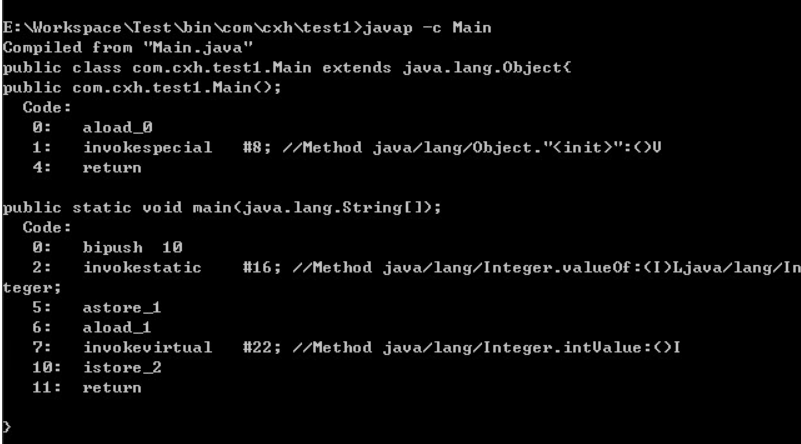 E:\Workspace\Test\bin\com\cxh\test1>javap -c Main
Compiled from "Main.java"
public class com.cxh.test1.Main extends java.lang.Object{
public com.cxh.test1.Main();
  Code:
   0:   aload_0
   1:   invokespecial   #8; //Method java/lang/Object."<init>":()V
   4:   return

public static void main(java.lang.String[]);
  Code:
   0:   bipush  10
   2:   invokestatic    #16; //Method java/lang/Integer.valueOf:(I)Ljava/lang/In
teger;
   5:   astore_1
   6:   aload_1
   7:   invokevirtual   #22; //Method java/lang/Integer.intValue:()I
   10:  istore_2
   11:  return

}